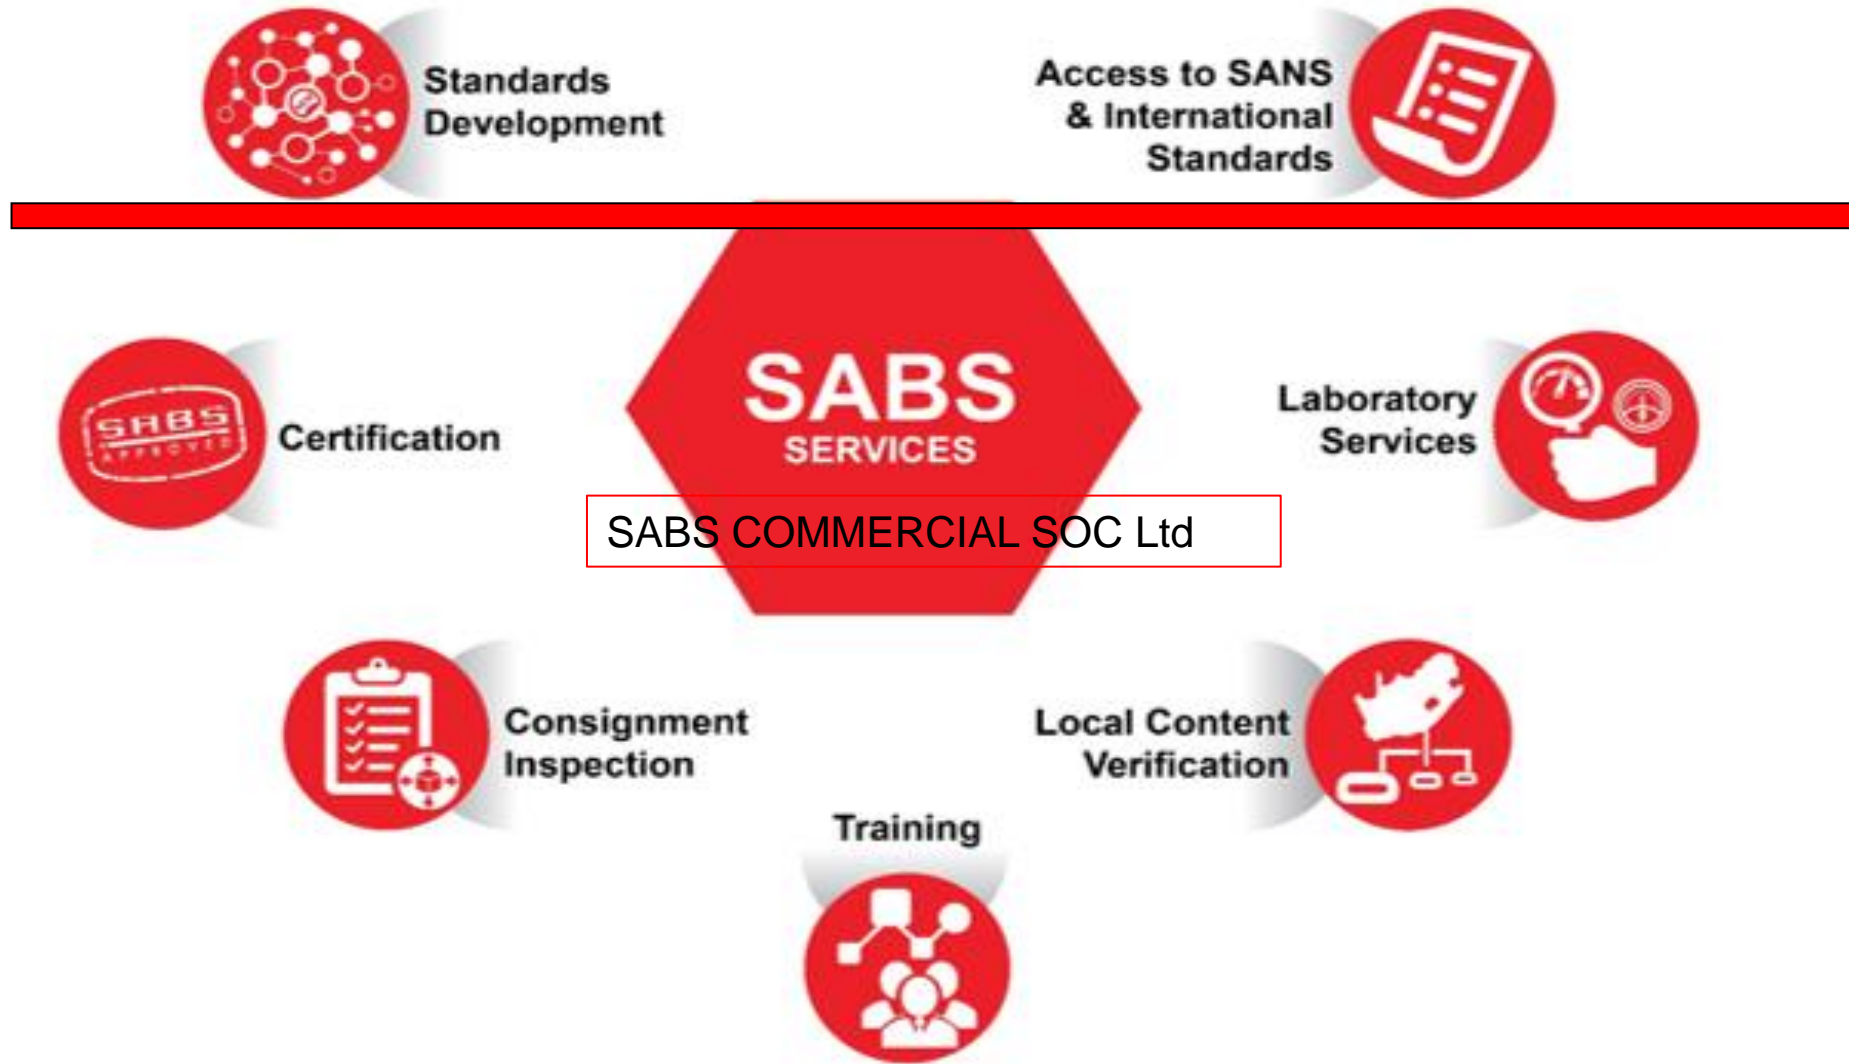 Standards
Development
Access to SANS
& International
Standards
SABS
SERVICES
SABS COMMERCIAL SOC Ltd
SABS
APPROVED
Certification
Laboratory
Services
Consignment
Inspection
Local Content
Verification
Training